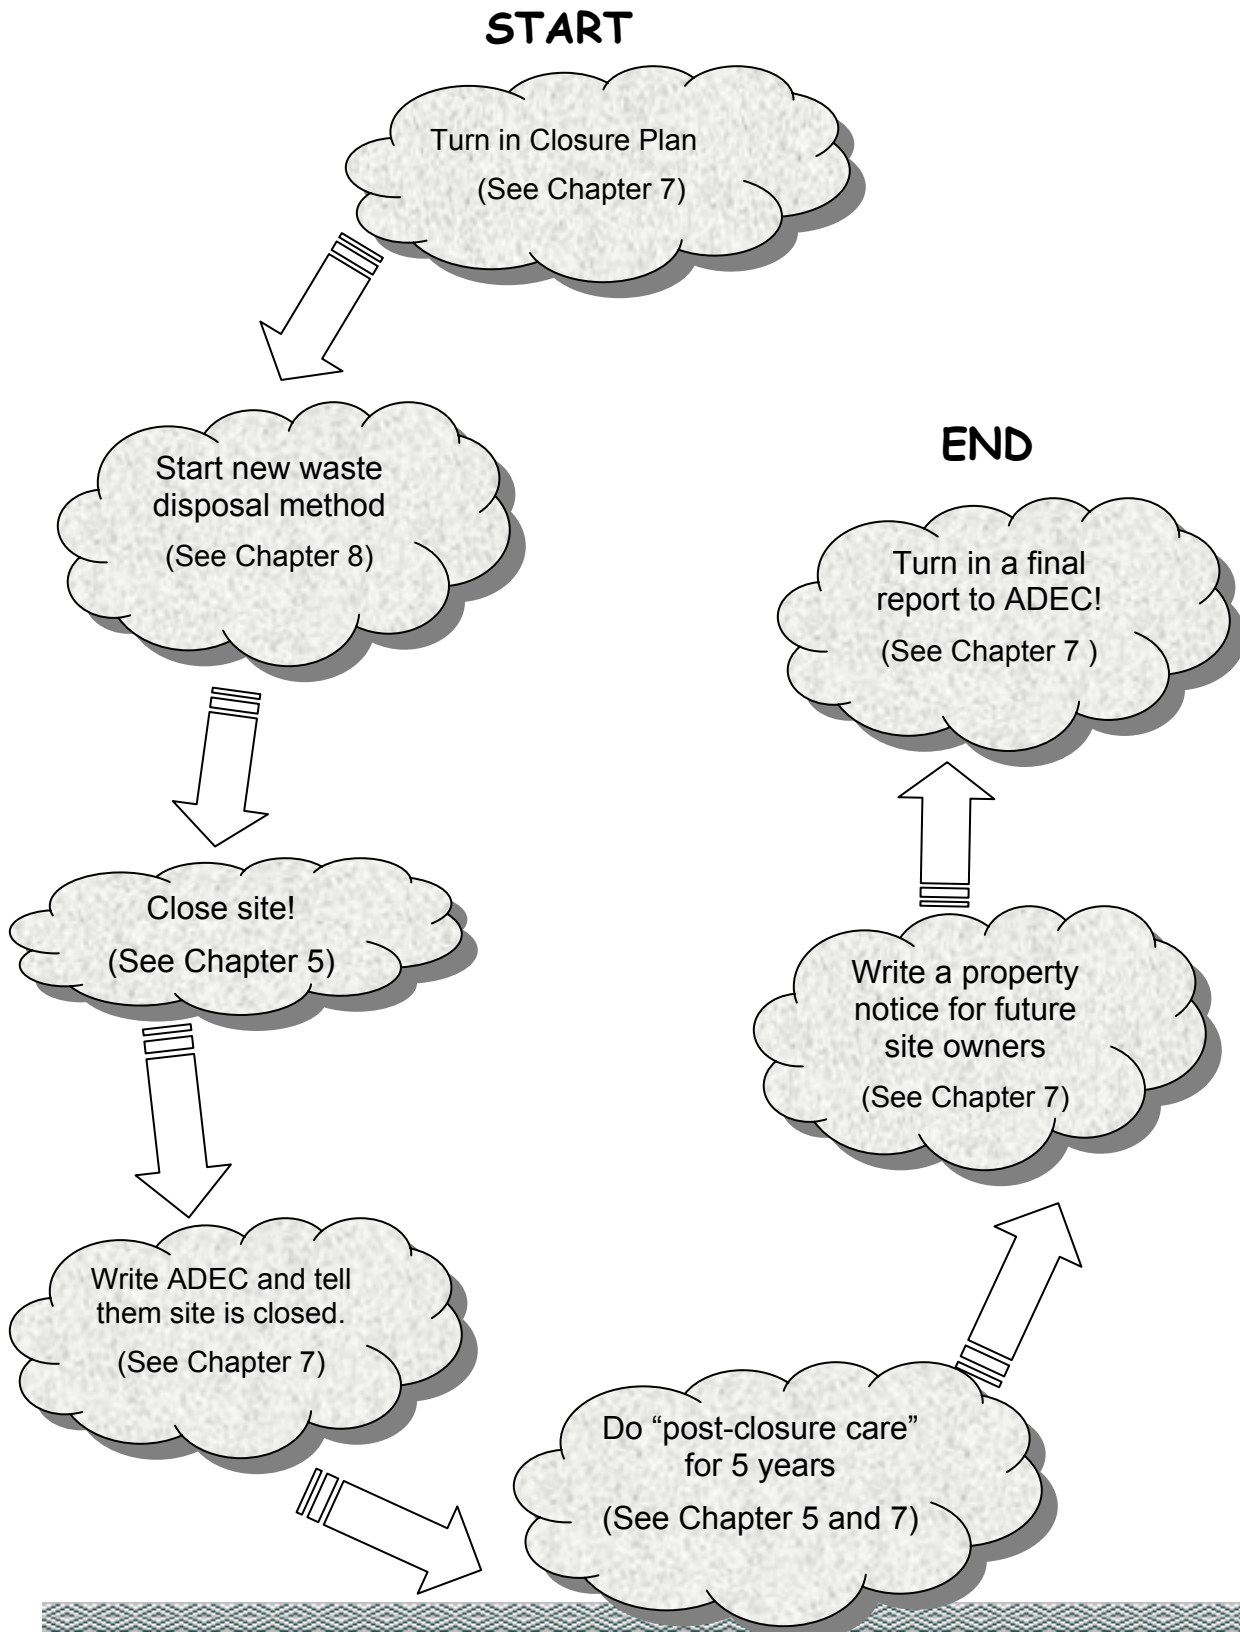 START
Turn in Closure Plan
(See Chapter 7)
Start new waste
disposal method
(See Chapter 8)
Close site!
(See Chapter 5)
Write ADEC and tell
them site is closed.
(See Chapter 7)
Do “post-closure care”
for 5 years
(See Chapter 5 and 7)
Write a property
notice for future
site owners
(See Chapter 7)
END
Turn in a final
report to ADEC!
(See Chapter 7 )